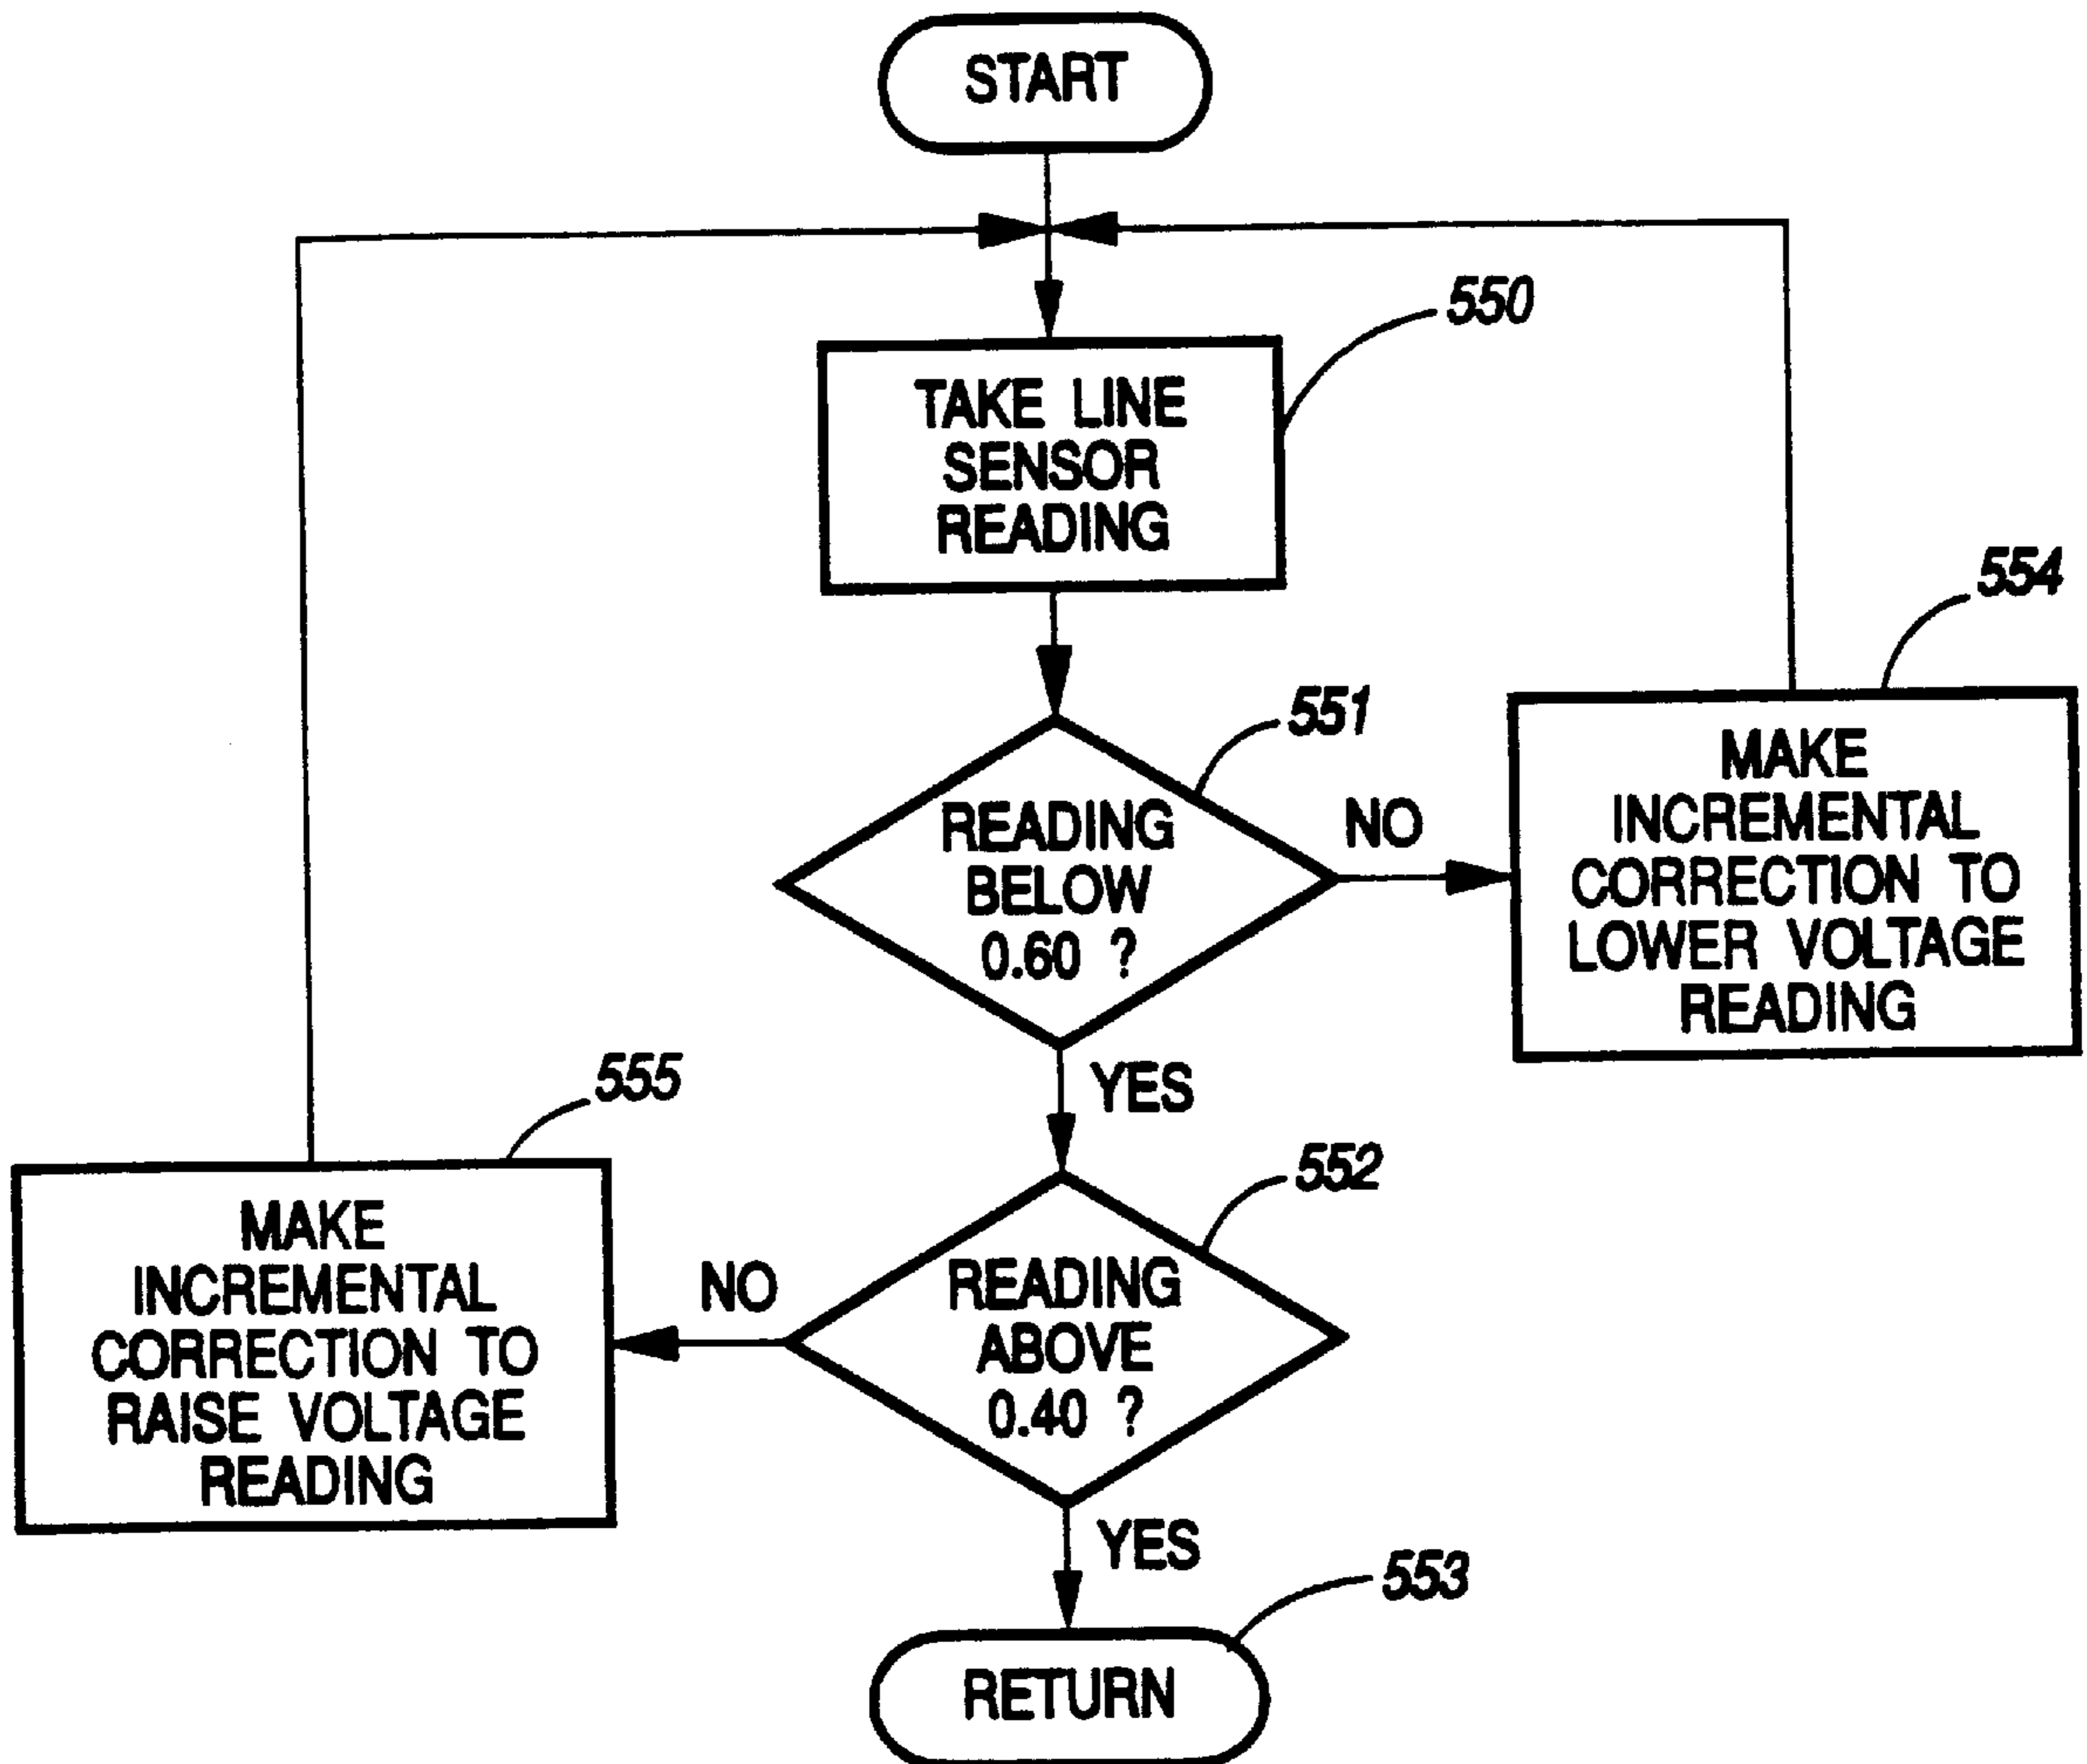 START
550
TAKE LINE
SENSOR
READING
554
551
READING
BELOW
0.60 ?
NO
MAKE
INCREMENTAL
CORRECTION TO
LOWER VOLTAGE
READING
YES
555
552
MAKE
INCREMENTAL
CORRECTION TO
RAISE VOLTAGE
READING
NO
READING
ABOVE
0.40 ?
YES
553
RETURN